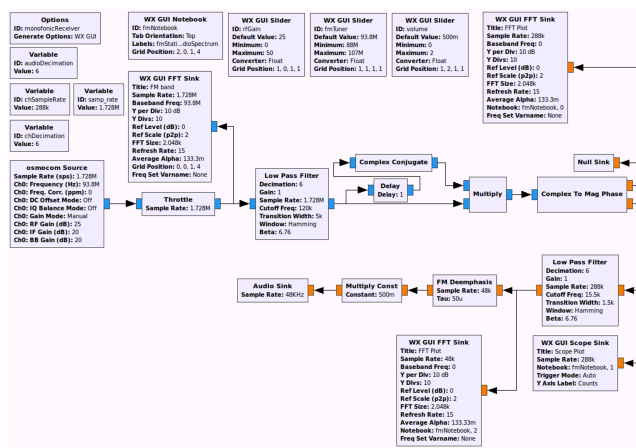 Options
ID: monofonicReceiver
Generate Options: WX GUI
Variable
ID: audioDecimation
Value: 6
Variable
ID: chSampleRate
Value: 288k
Variable
ID: samp_rate
Value: 1.728M
Variable
ID: chDecimation
Value: 6
WX GUI Notebook
ID: fmNotebook
Tab Orientation: Top
Labels: fmStati...dioSpectrum
Grid Position: 2, 0, 1, 4
WX GUI Slider
ID: rfGain
Default Value: 25
Minimum: 0
Maximum: 50
Converter: Float
Grid Position: 1, 0, 1, 1
WX GUI Slider
ID: fmTuner
Default Value: 93.8M
Minimum: 88M
Maximum: 107M
Converter: Float
Grid Position: 1, 1, 1, 1
WX GUI Slider
ID: volume
Default Value: 500m
Minimum: 0
Maximum: 2
Converter: Float
Grid Position: 1, 2, 1, 1
WX GUI FFT Sink
Title: FFT Plot
Sample Rate: 288k
Baseband Freq: 0
Y per Div: 10 dB
Y Divs: 10
Ref Level (dB): 0
Ref Scale (p2p): 2
FFT Size: 2.048k
Refresh Rate: 15
Average Alpha: 133.3m
Notebook: fmNotebook, 0
Freq Set Varname: None
WX GUI FFT Sink
Title: FM band
Sample Rate: 1.728M
Baseband Freq: 93.8M
Y per Div: 10 dB
Y Divs: 10
Ref Level (dB): 0
Ref Scale (p2p): 2
FFT Size: 2.048k
Refresh Rate: 15
Average Alpha: 133.3m
Grid Position: 0, 0, 1, 4
Freq Set Varname: None
osmocom Source
Sample Rate (sps): 1.728M
Ch0: Frequency (Hz): 93.8M
Ch0: Freq. Corr. (ppm): 0
Ch0: DC Offset Mode: Off
Ch0: IQ Balance Mode: Off
Ch0: Gain Mode: Manual
Ch0: RF Gain (dB): 25
Ch0: IF Gain (dB): 20
Ch0: BB Gain (dB): 20
Throttle
Sample Rate: 1.728M
Low Pass Filter
Decimation: 6
Gain: 1
Sample Rate: 1.728M
Cutoff Freq: 120k
Transition Width: 5k
Window: Hamming
Beta: 6.76
Complex Conjugate
Delay
Delay: 1
Multiply
Null Sink
Complex To Mag Phase
Low Pass Filter
Decimation: 6
Gain: 1
Sample Rate: 288k
Cutoff Freq: 15.5k
Transition Width: 1.5k
Window: Hamming
Beta: 6.76
FM Deemphasis
Sample Rate: 48k
Tau: 50u
Multiply Const
Constant: 500m
Audio Sink
Sample Rate: 48KHz
WX GUI FFT Sink
Title: FFT Plot
Sample Rate: 48k
Baseband Freq: 0
Y per Div: 10 dB
Y Divs: 10
Ref Level (dB): 0
Ref Scale (p2p): 2
FFT Size: 2.048k
Refresh Rate: 15
Average Alpha: 133.33m
Notebook: fmNotebook, 2
Freq Set Varname: None
WX GUI Scope Sink
Title: Scope Plot
Sample Rate: 288k
Notebook: fmNotebook, 1
Trigger Mode: Auto
Y Axis Label: Counts